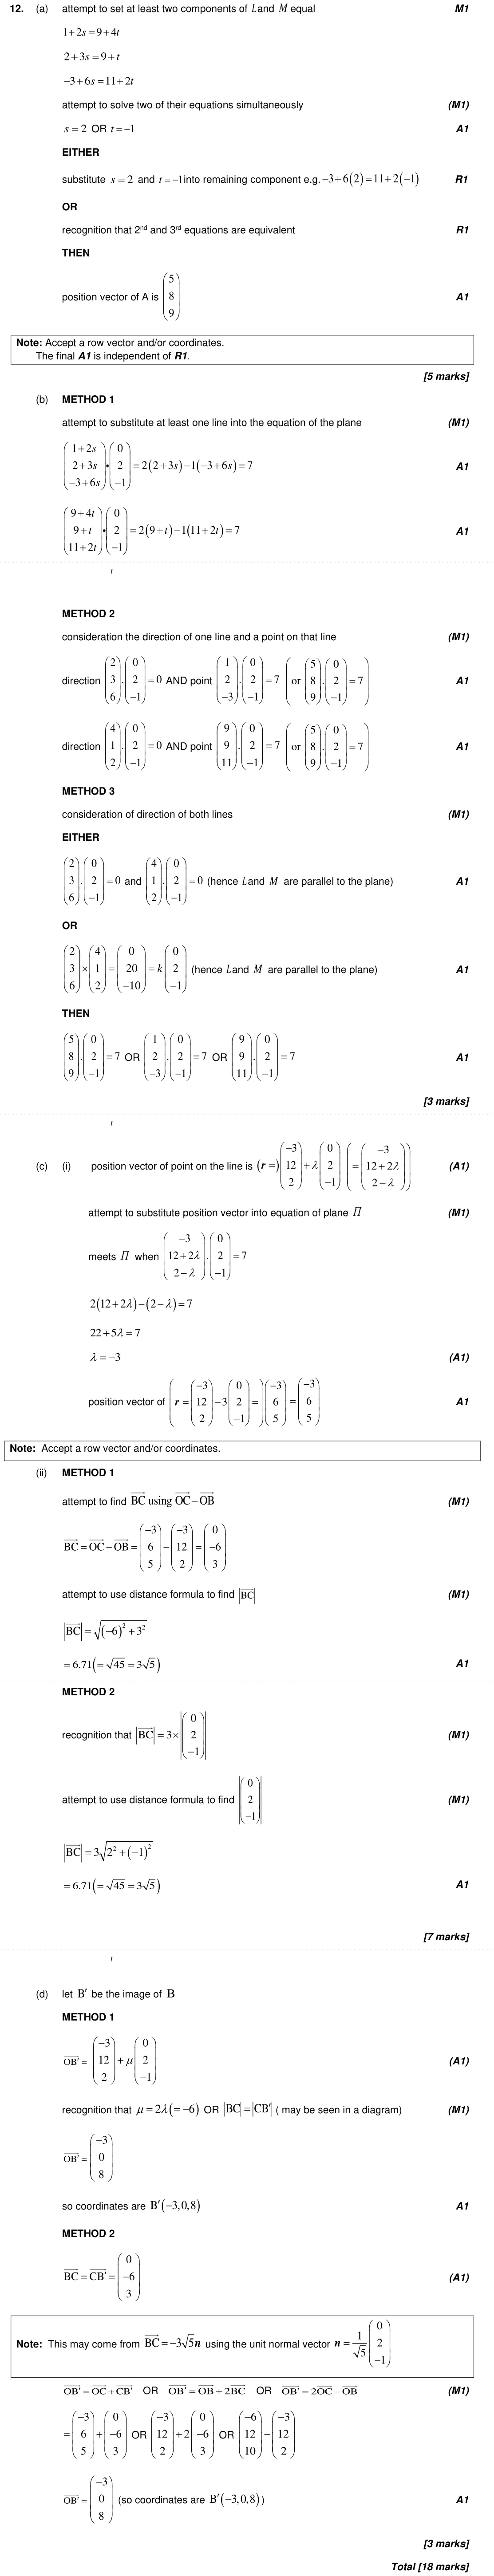 12. (a) attempt to set at least two components of L and M equal M1
1+2s=9+4t
2+3s=9+t
−3+6s=11+2t
attempt to solve two of their equations simultaneously (M1)
s=2 OR t=−1 A1
EITHER
substitute s=2 and t=−1 into remaining component e.g. −3+6(2)=11+2(−1) R1
OR
recognition that 2nd and 3rd equations are equivalent R1
THEN
position vector of A is (5 8 9) A1
Note: Accept a row vector and/or coordinates.
The final A1 is independent of R1.
[5 marks]
(b) METHOD 1
attempt to substitute at least one line into the equation of the plane (M1)
(1+2s 2+3s −3+6s)•(0 2 −1)=2(2+3s)−1(−3+6s)=7 A1
(9+4t 9+t 11+2t)•(0 2 −1)=2(9+t)−1(11+2t)=7 A1
METHOD 2
consideration the direction of one line and a point on that line (M1)
direction (2 3 6).(0 2 −1)=0 AND point (1 2 −3).(0 2 −1)=7 (or (5 8 9).(0 2 −1)=7) A1
direction (4 1 2).(0 2 −1)=0 AND point (9 9 11).(0 2 −1)=7 (or (5 8 9).(0 2 −1)=7) A1
METHOD 3
consideration of direction of both lines (M1)
EITHER
(2 3 6).(0 2 −1)=0 and (4 1 2).(0 2 −1)=0 (hence L and M are parallel to the plane) A1
OR
(2 3 6)×(4 1 2)=(0 20 −10)=k(0 2 −1) (hence L and M are parallel to the plane) A1
THEN
(5 8 9).(0 2 −1)=7 OR (1 2 −3).(0 2 −1)=7 OR (9 9 11).(0 2 −1)=7 A1
[3 marks]
(c) (i) position vector of point on the line is (r=)(−3 12 2)+λ(0 2 −1) (=(−3 12+2λ 2−λ)) (A1)
attempt to substitute position vector into equation of plane Π (M1)
meets Π when (−3 12+2λ 2−λ).(0 2 −1)=7
2(12+2λ)−(2−λ)=7
22+5λ=7
λ=−3 (A1)
position vector of (r=(−3 12 2)−3(0 2 −1)=)(−3 6 5)=(−3 6 5) A1
Note: Accept a row vector and/or coordinates.
(ii) METHOD 1
attempt to find BC using OC−OB (M1)
BC=OC−OB=(−3 6 5)−(−3 12 2)=(0 −6 3)
attempt to use distance formula to find |BC| (M1)
|BC|=√((−6)²+3²)
=6.71(=√45=3√5) A1
METHOD 2
recognition that |BC|=3×|(0 2 −1)| (M1)
attempt to use distance formula to find |(0 2 −1)| (M1)
|BC|=3√(2²+(−1)²)
=6.71(=√45=3√5) A1
[7 marks]
(d) let B′ be the image of B
METHOD 1
OB′=(−3 12 2)+μ(0 2 −1) (A1)
recognition that μ=2λ(=−6) OR |BC|=|CB′| ( may be seen in a diagram) (M1)
OB′=(−3 0 8)
so coordinates are B′(−3,0,8) A1
METHOD 2
BC=CB′=(0 −6 3) (A1)
Note: This may come from BC=−3√5n using the unit normal vector n=1/√5(0 2 −1)
OB′=OC+CB′ OR OB′=OB+2BC OR OB′=2OC−OB (M1)
=(−3 6 5)+(0 −6 3) OR (−3 12 2)+2(0 −6 3) OR (−6 12 10)−(−3 12 2)
OB′=(−3 0 8) (so coordinates are B′(−3,0,8)) A1
[3 marks]
Total [18 marks]